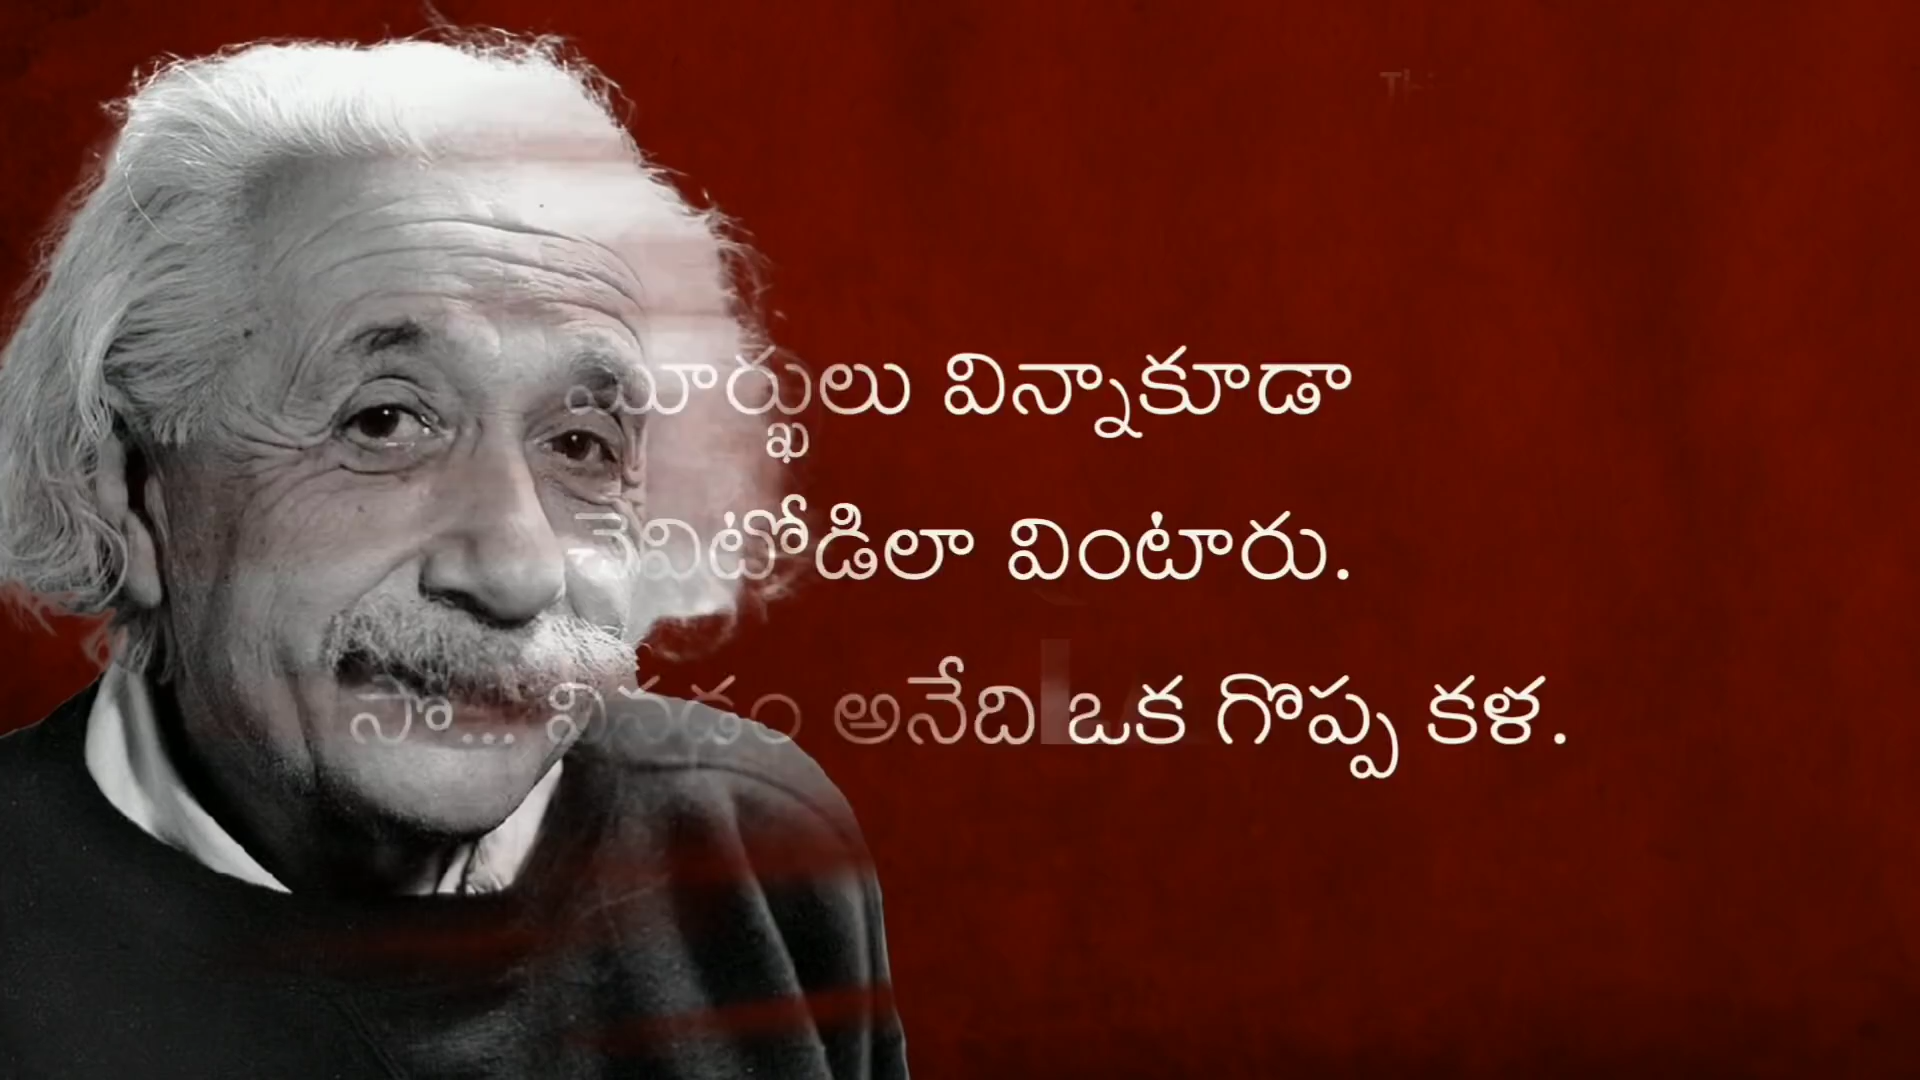 మూర్ఖులు విన్నాకూడా
చెవిటోడిలా వింటారు.
సా... వినడం అనేది ఒక గొప్ప కళ.